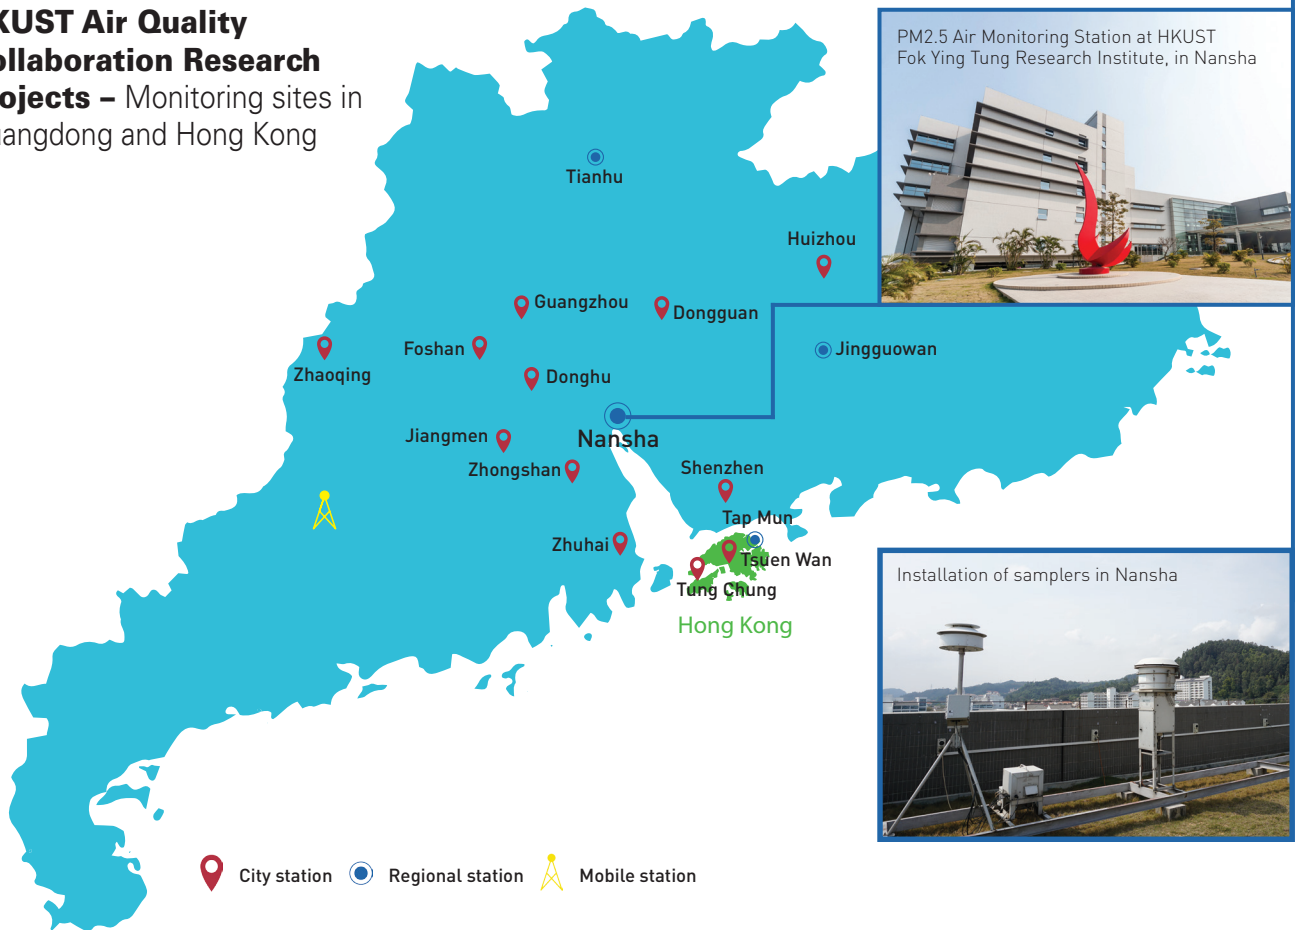 KUST Air Quality
ollaboration Research
ojects – Monitoring sites in
uangdong and Hong Kong
PM2.5 Air Monitoring Station at HKUST
Fok Ying Tung Research Institute, in Nansha
Tianhu
Huizhou
Guangzhou
Dongguan
Foshan
Jingguowan
Zhaoqing
Donghu
Jiangmen
Nansha
Zhongshan
Shenzhen
Tap Mun
Zhuhai
Tsuen Wan
Tung Chung
Hong Kong
Installation of samplers in Nansha
City station
Regional station
Mobile station